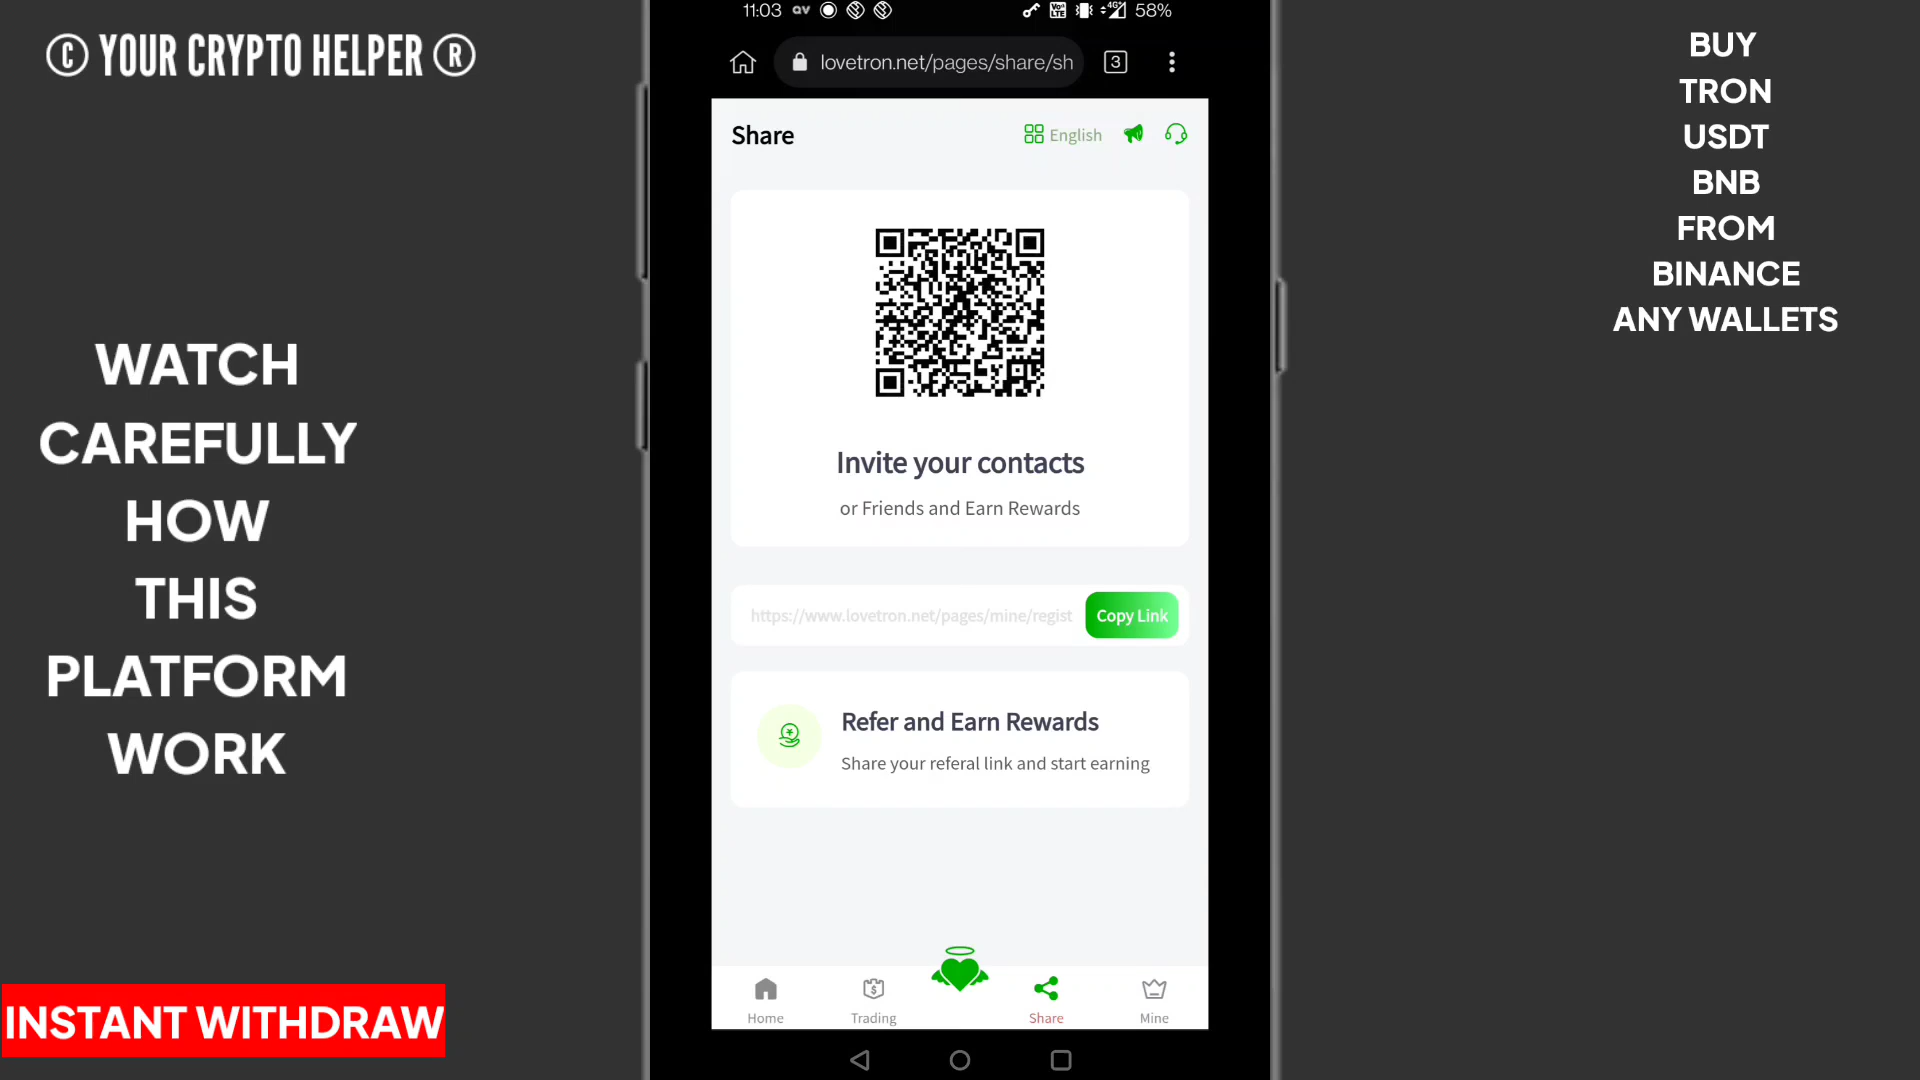 © YOUR CRYPTO HELPER ®
WATCH
CAREFULLY
HOW
THIS
PLATFORM
WORK
INSTANT WITHDRAW
11:03
58%
lovetron.net/pages/share/sh
3
Share
English
Invite your contacts
or Friends and Earn Rewards
https://www.lovetron.net/pages/mine/regist
Copy Link
Refer and Earn Rewards
Share your referal link and start earning
Home
Trading
Share
Mine
BUY
TRON
USDT
BNB
FROM
BINANCE
ANY WALLETS